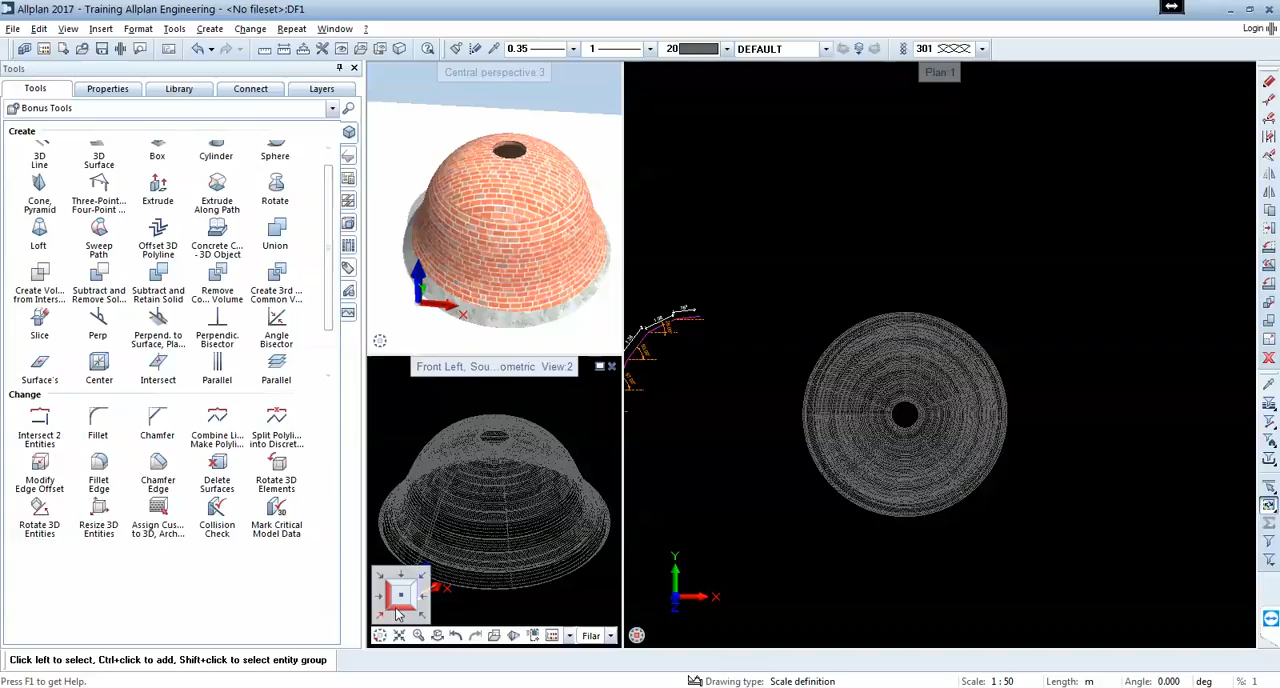 Allplan 2017 - Training Allplan Engineering - <No fileset>:DF1
File Edit View Insert Format Tools Create Change Repeat Window ?
Login
0.35 1 20 DEFAULT 301
Tools
Tools Properties Library Connect Layers
Bonus Tools
Create
3D Line
3D Surface
Box
Cylinder
Sphere
Cone, Pyramid
Three-Point... Four-Point ...
Extrude
Extrude Along Path
Rotate
Loft
Sweep Path
Offset 3D Polyline
Concrete C... - 3D Object
Union
Create Vol... from Inters...
Subtract and Remove Sol...
Subtract and Retain Solid
Remove Co... Volume
Create 3rd ... Common V...
Slice
Perp
Perpend. to Surface, Pla...
Perpendic. Bisector
Angle Bisector
Surface's
Center
Intersect
Parallel
Parallel
Change
Intersect 2 Entities
Fillet
Chamfer
Combine Li... Make Polyli...
Split Polyli... into Discret...
Modify Edge Offset
Fillet Edge
Chamfer Edge
Delete Surfaces
Rotate 3D Elements
Rotate 3D Entities
Resize 3D Entities
Assign Cus... to 3D, Arch...
Collision Check
Mark Critical Model Data
Central perspective:3
X
Front Left, Sou...ometric View:2
X
Filar
Plan 1
Y
X
Z
Click left to select, Ctrl+click to add, Shift+click to select entity group
Press F1 to get Help.
Drawing type: Scale definition
Scale: 1 : 50
Length: m
Angle: 0.000 deg
%: 1